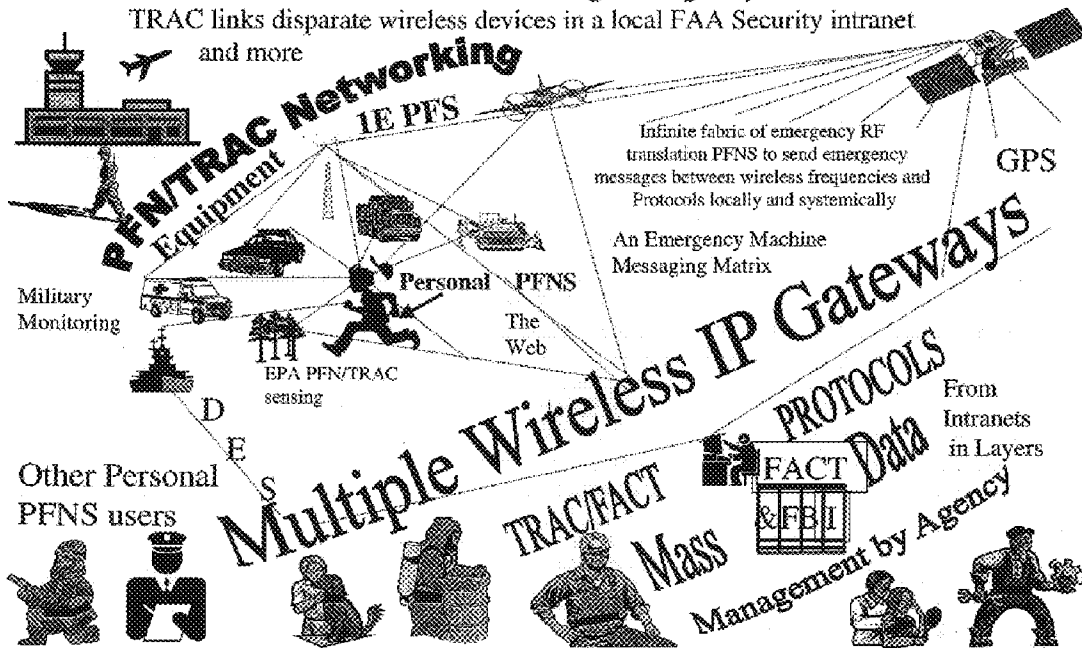 TRAC links disparate wireless devices in a local FAA Security intranet
and more
PFN/TRAC Networking
1E PFS
Equipment
Infinite fabric of emergency RF
translation PFNS to send emergency
messages between wireless frequencies and
Protocols locally and systemically
GPS
An Emergency Machine
Messaging Matrix
Military
Monitoring
Personal PFNS
The
Web
EPA PFN/TRAC
sensing
D
E
S
Multiple Wireless IP Gateways
Other Personal
PFNS users
TRAC/FACT
PROTOCOLS
Mass
Data
From
Intranets
in Layers
FACT
& FBI
Management by Agency